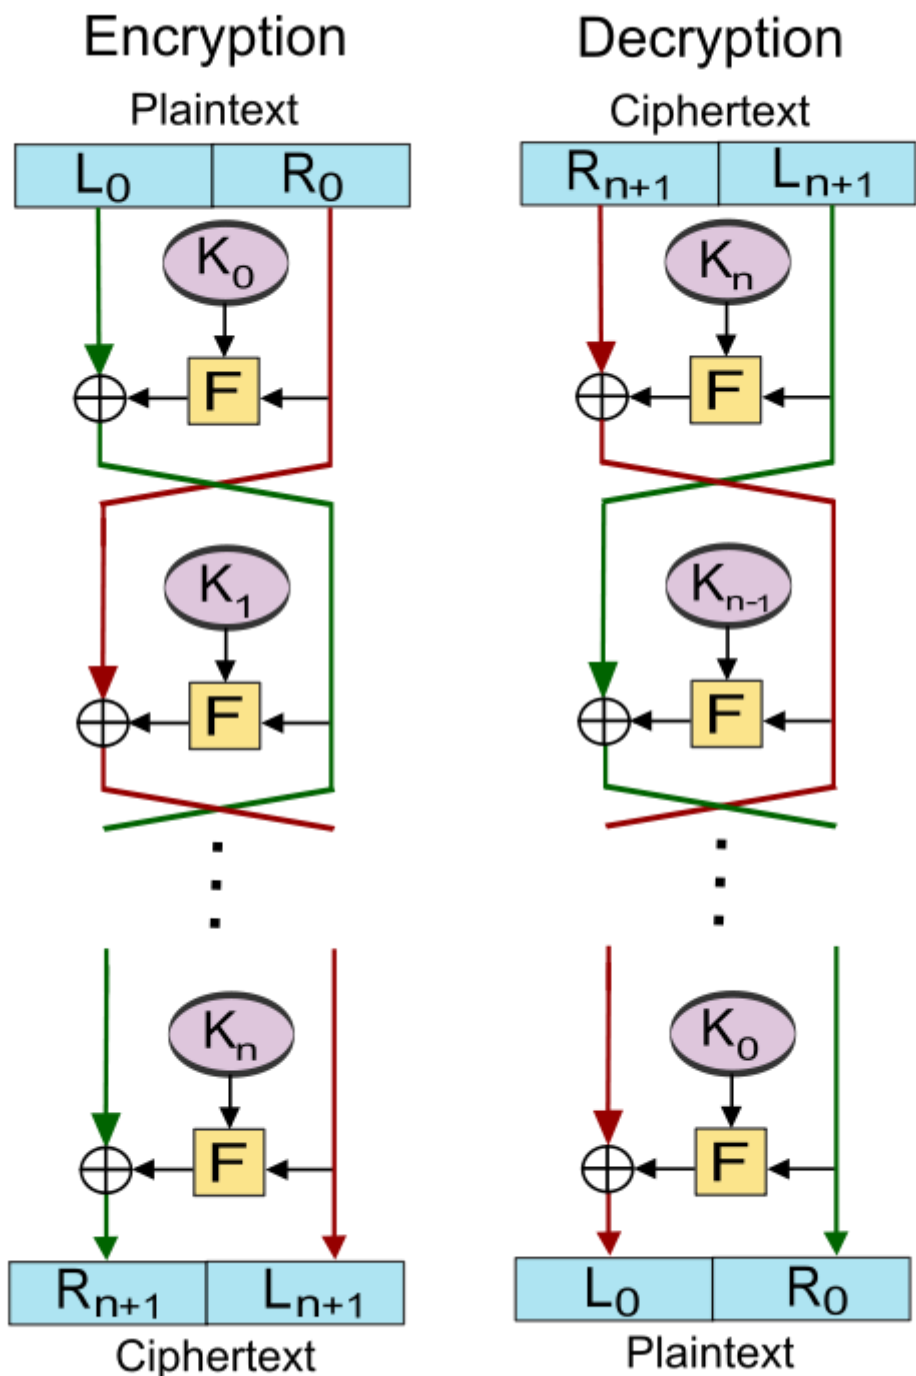 Encryption
Plaintext
L₀ R₀
K₀
F
K₁
F
Kₙ
F
Rₙ₊₁ Lₙ₊₁
Ciphertext
Decryption
Ciphertext
Rₙ₊₁ Lₙ₊₁
Kₙ
F
Kₙ₋₁
F
K₀
F
L₀ R₀
Plaintext